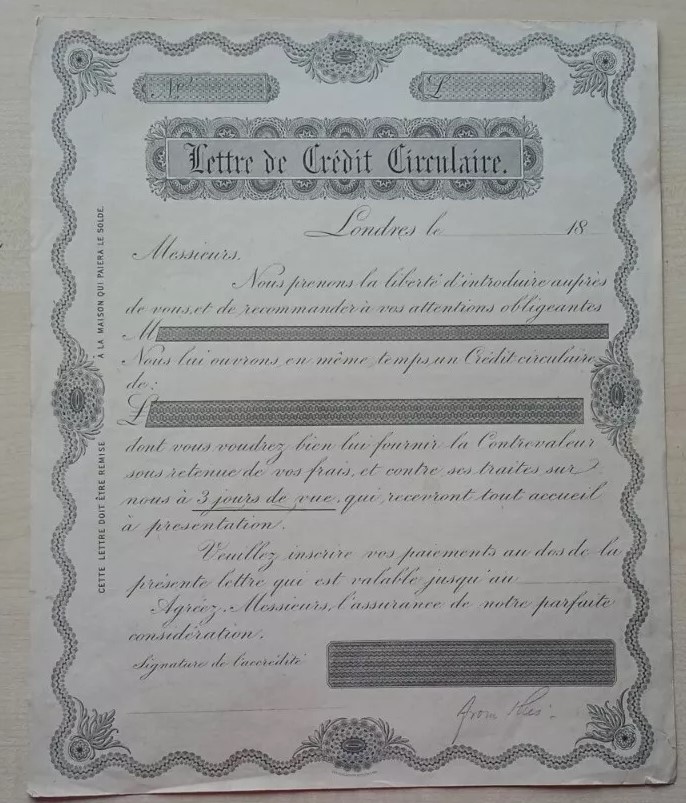 No.
£
Lettre de Crédit Circulaire.
Londres le 18
Messieurs.
Nous prenons la liberté d'introduire auprès
de vous, et de recommander à vos attentions obligeantes
M
Nous lui ouvrons, en même temps, un Crédit circulaire
de:
£
dont vous voudrez bien lui fournir la Contrevaleur
sous retenue de vos frais, et contre ses traites sur
nous à 3 jours de vue, qui recevront tout accueil
à presentation.
Veuillez inscrire vos paiements au dos de la
présente lettre qui est valable jusqu'au
Agréez, Messieurs, l'assurance de notre parfaite
considération.
Signature de l'accrédité
from
CETTE LETTRE DOIT ÊTRE REMISE À LA MAISON QUI PAIERA LE SOLDE.